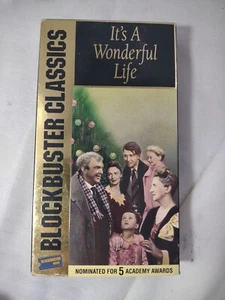 BLOCKBUSTER CLASSICS
It's A
Wonderful
Life
NOMINATED FOR 5 ACADEMY AWARDS